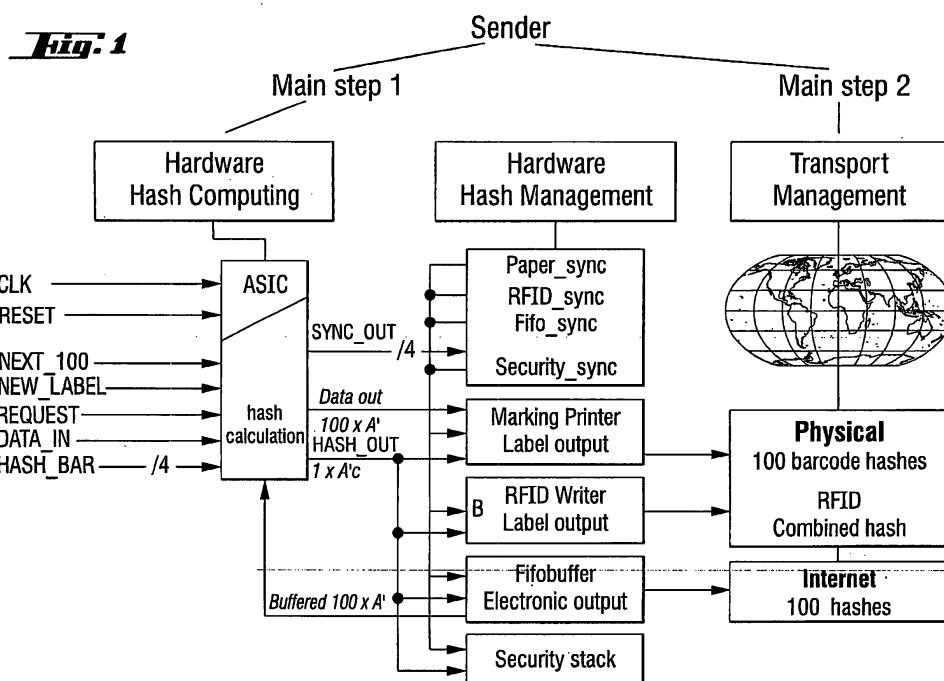 Fig. 1
Sender
Main step 1
Main step 2
Hardware
Hash Computing
Hardware
Hash Management
Transport
Management
CLK
RESET
NEXT_100
NEW_LABEL
REQUEST
DATA_IN
HASH_BAR
/4
ASIC
hash
calculation
SYNC_OUT
/4
Data out
100 x A'
HASH_OUT
1 x A'c
Buffered 100 x A'
Paper_sync
RFID_sync
Fifo_sync
Security_sync
Marking Printer
Label output
B
RFID Writer
Label output
Fifobuffer
Electronic output
Security stack
Physical
100 barcode hashes
RFID
Combined hash
Internet
100 hashes